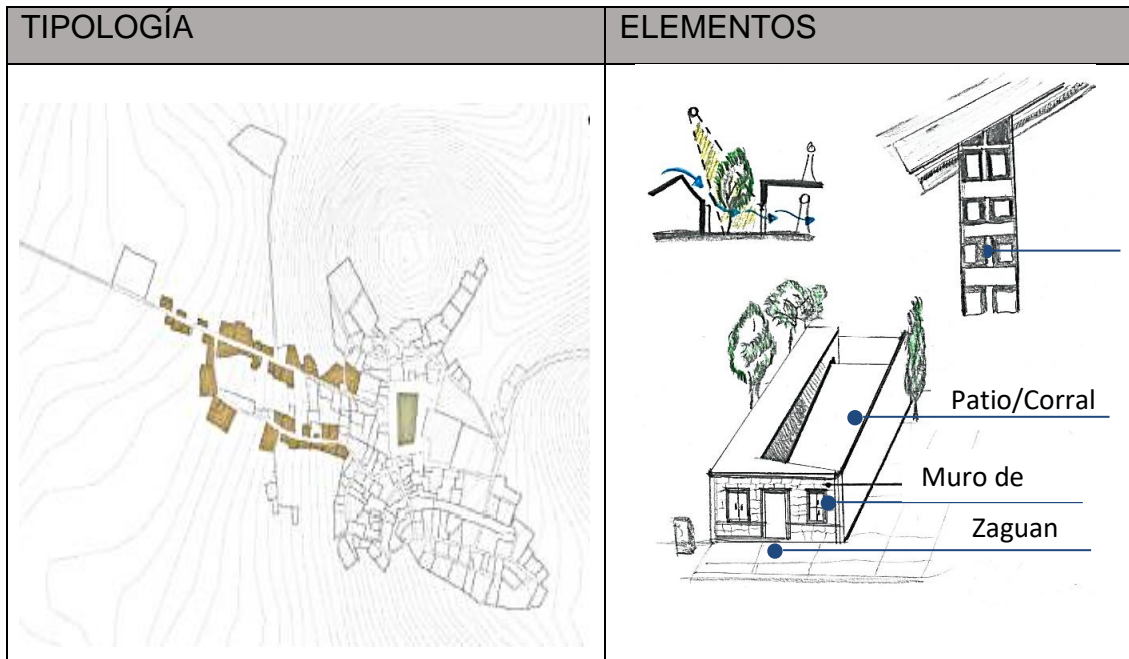 TIPOLOGÍA
ELEMENTOS
Patio/Corral
Muro de
Zaguan